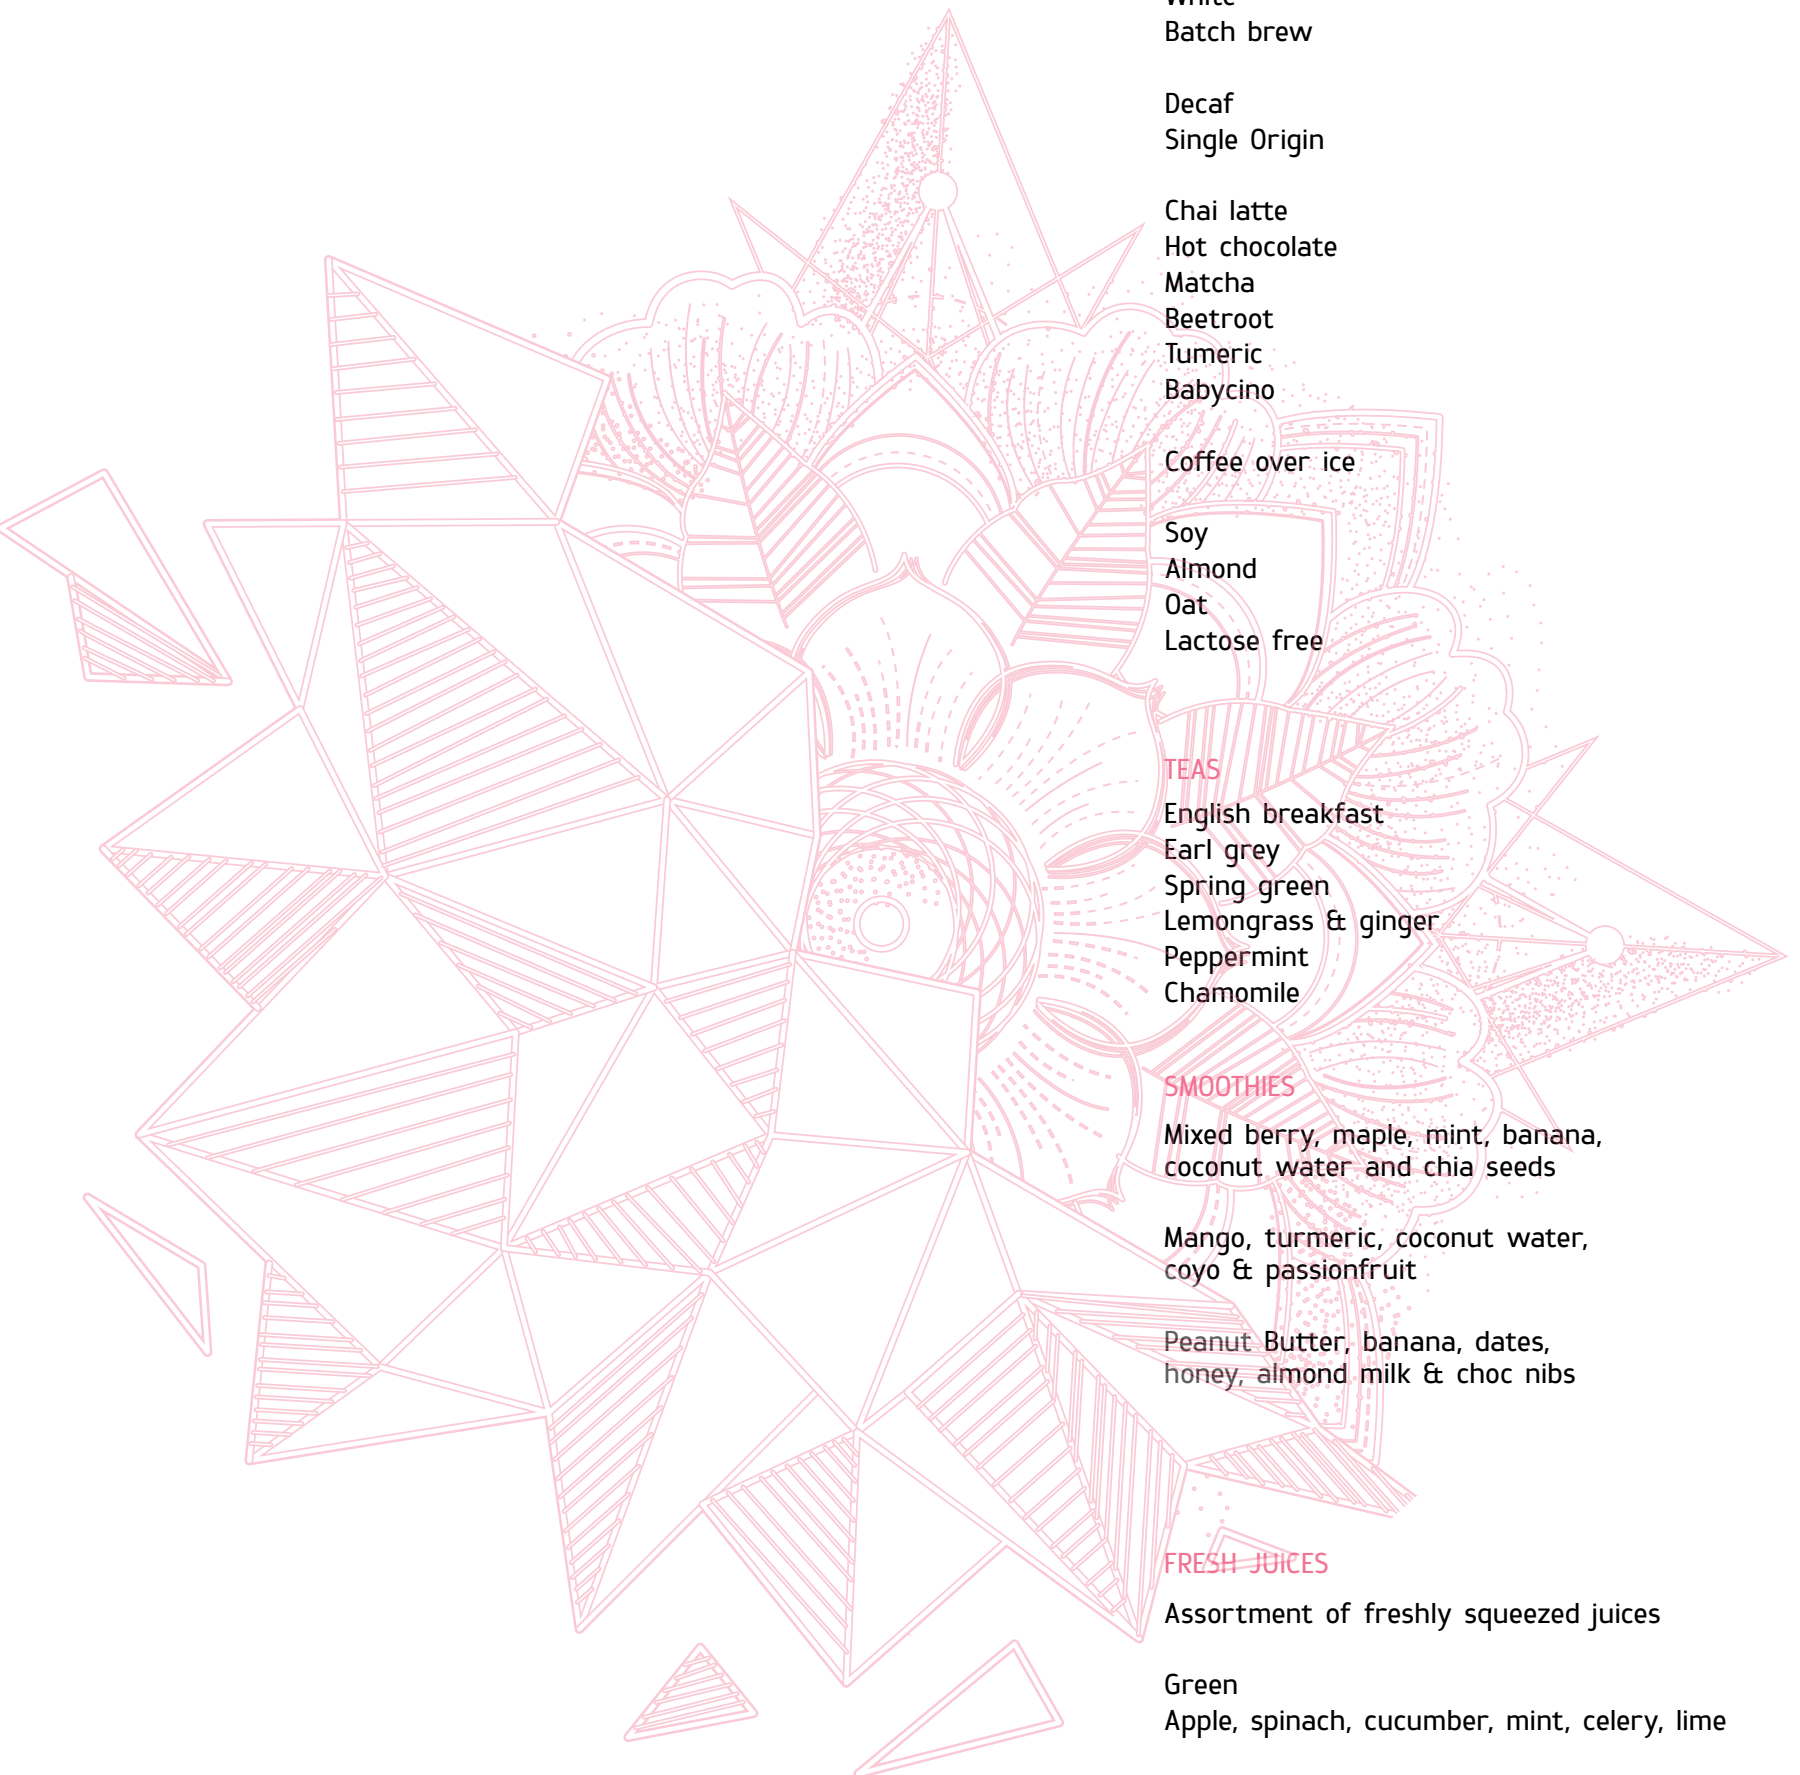 White
Batch brew
Decaf
Single Origin
Chai latte
Hot chocolate
Matcha
Beetroot
Tumeric
Babycino
Coffee over ice
Soy
Almond
Oat
Lactose free
TEAS
English breakfast
Earl grey
Spring green
Lemongrass & ginger
Peppermint
Chamomile
SMOOTHIES
Mixed berry, maple, mint, banana,
coconut water and chia seeds
Mango, turmeric, coconut water,
coyo & passionfruit
Peanut Butter, banana, dates,
honey, almond milk & choc nibs
FRESH JUICES
Assortment of freshly squeezed juices
Green
Apple, spinach, cucumber, mint, celery, lime